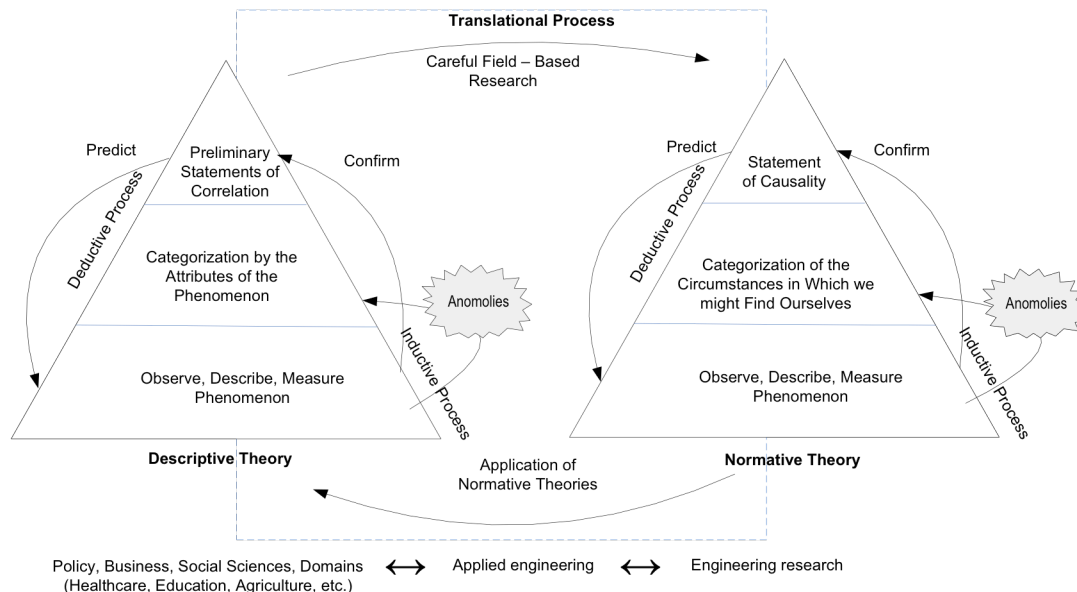 Translational Process
Careful Field – Based
Research
Predict
Deductive Process
Preliminary
Statements of
Correlation
Confirm
Categorization by the
Attributes of the
Phenomenon
Anomolies
Inductive Process
Observe, Describe, Measure
Phenomenon
Descriptive Theory
Predict
Deductive Process
Statement
of Causality
Confirm
Categorization of the
Circumstances in Which we
might Find Ourselves
Anomolies
Inductive Process
Observe, Describe, Measure
Phenomenon
Normative Theory
Application of
Normative Theories
Policy, Business, Social Sciences, Domains
(Healthcare, Education, Agriculture, etc.)
Applied engineering
Engineering research